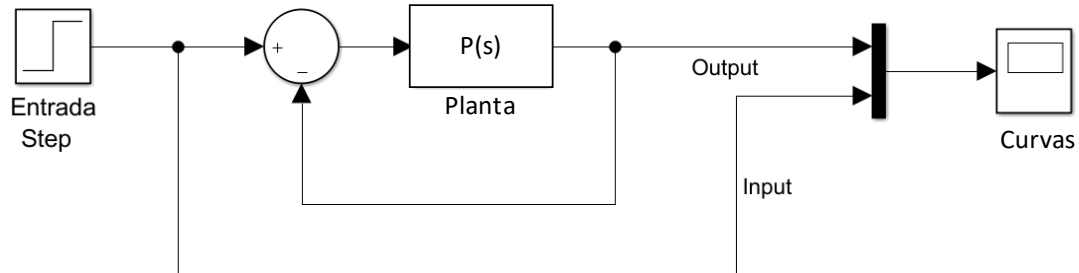 Entrada
Step
+
−
P(s)
Planta
Output
Input
Curvas